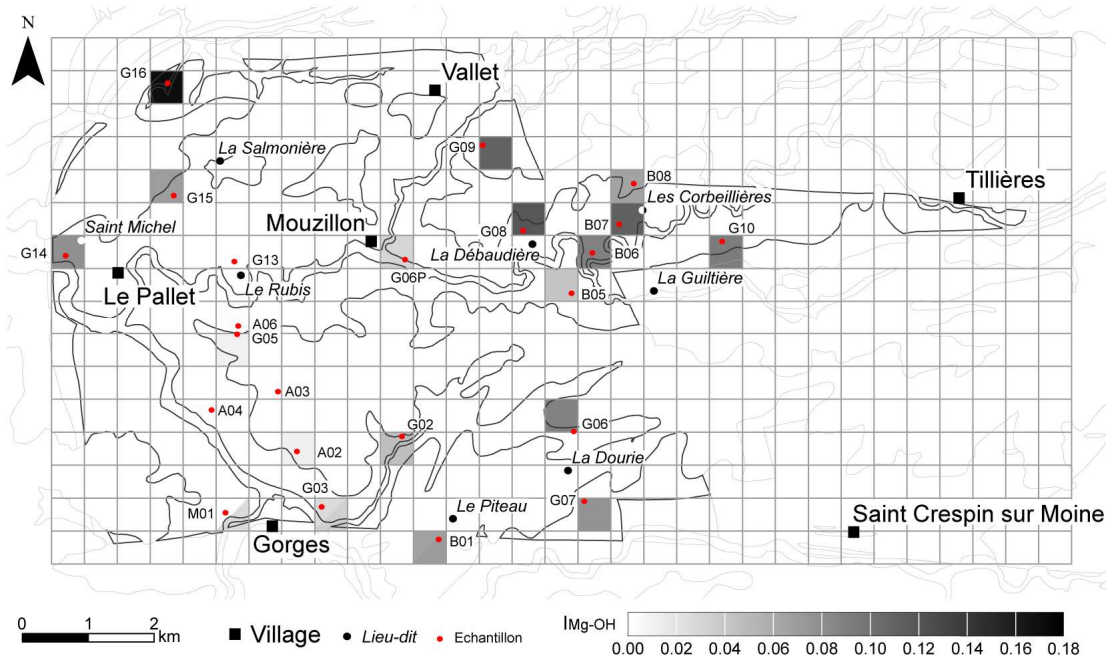 N
G16
Vallet
La Salmonière
G09
G15
B08
Les Corbeillières
Tillières
Saint Michel
Mouzillon
G08
B07
G10
G14
G13
La Débaudière
B06
G06P
Le Pallet
Le Rubis
La Guiltière
B05
A06
G05
A03
A04
G02
G06
A02
La Dourie
G03
G07
M01
Le Piteau
Saint Crespin sur Moine
Gorges
B01
0 1 2 km
Village
Lieu-dit
Echantillon
IMg-OH
0.00 0.02 0.04 0.06 0.08 0.10 0.12 0.14 0.16 0.18